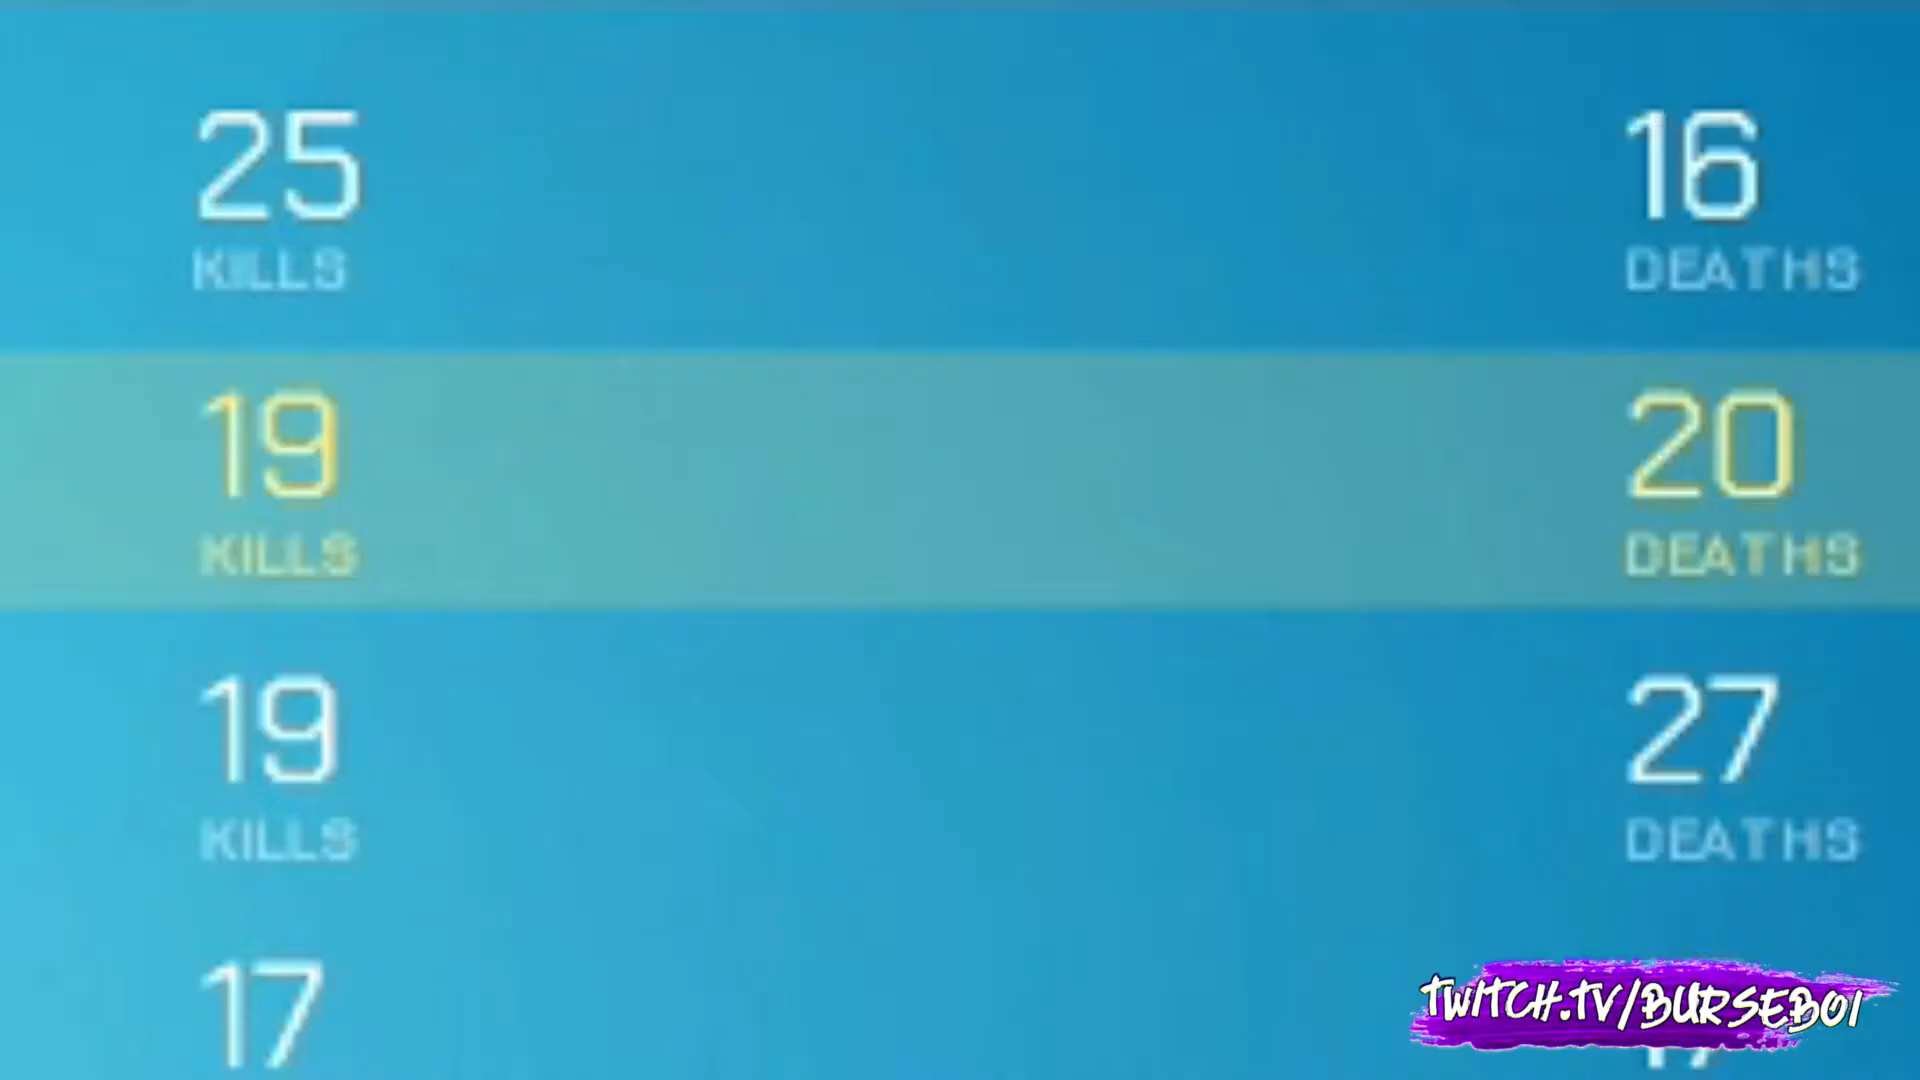 25 16
KILLS DEATHS
19 20
KILLS DEATHS
19 27
KILLS DEATHS
17
TWITCH.TV/BURSEBOI